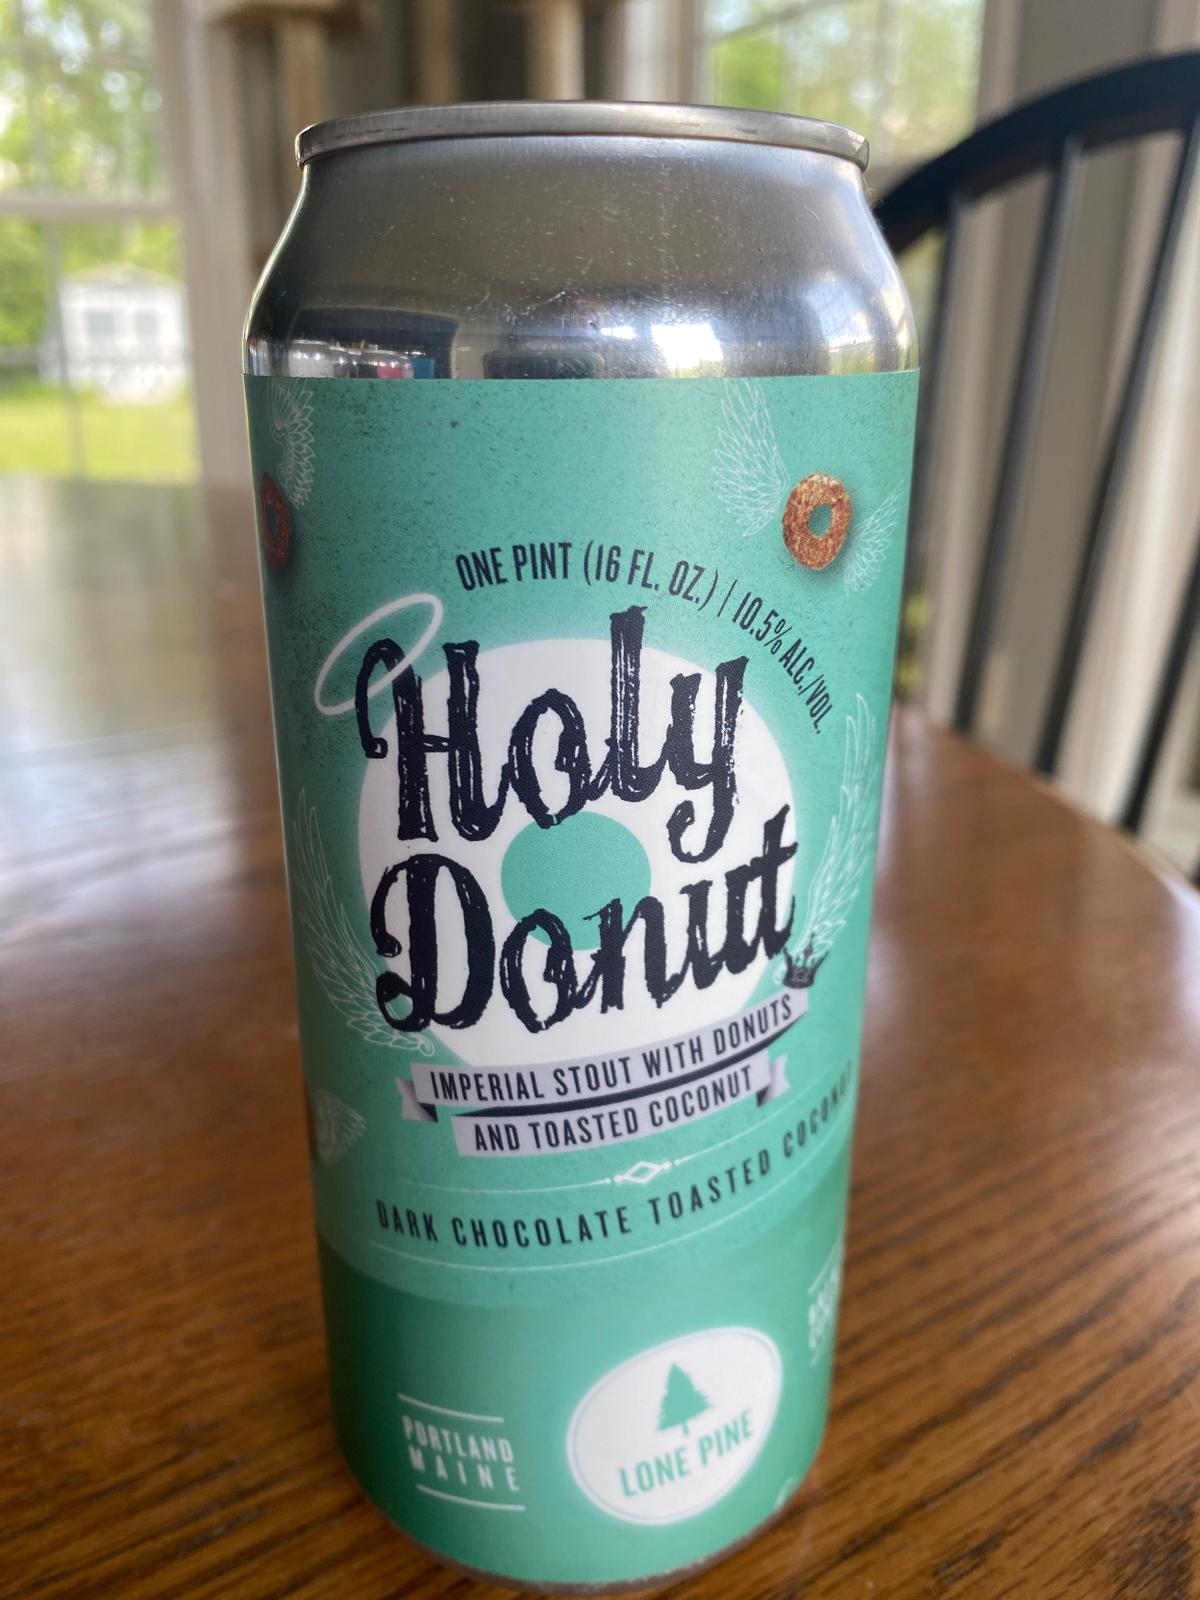 ONE PINT (16 FL. OZ.) | 10.5% ALC./VOL.
Holy
Donut
IMPERIAL STOUT WITH DONUTS
AND TOASTED COCONUT
DARK CHOCOLATE TOASTED COCONUT
PORTLAND
MAINE
LONE PINE